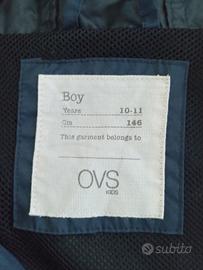 Boy
Years 10-11
Cm 146
This garment belongs to
OVS
KIDS
subito